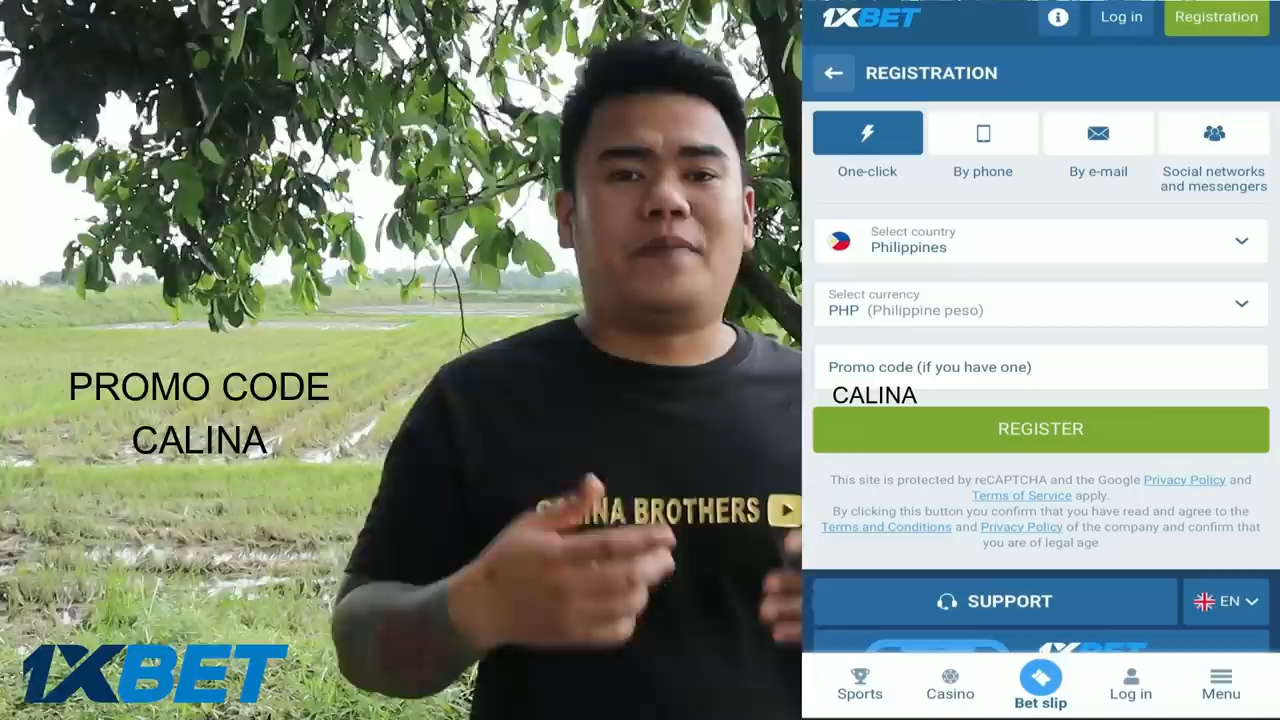 PROMO CODE
CALINA
BROTHERS
1XBET
1XBET
Log in
Registration
REGISTRATION
One-click
By phone
By e-mail
Social networks
and messengers
Select country
Philippines
Select currency
PHP (Philippine peso)
Promo code (if you have one)
CALINA
REGISTER
This site is protected by reCAPTCHA and the Google Privacy Policy and
Terms of Service apply.
By clicking this button you confirm that you have read and agree to the
Terms and Conditions and Privacy Policy of the company and confirm that
you are of legal age
SUPPORT
EN
1XBET
Sports
Casino
Bet slip
Log in
Menu